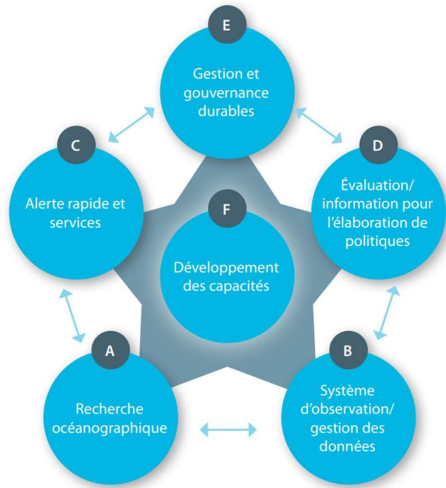 E
Gestion et
gouvernance
durables
C
Alerte rapide et
services
D
Évaluation/
information pour
l'élaboration de
politiques
F
Développement
des capacités
A
Recherche
océanographique
B
Système
d'observation/
gestion des
données